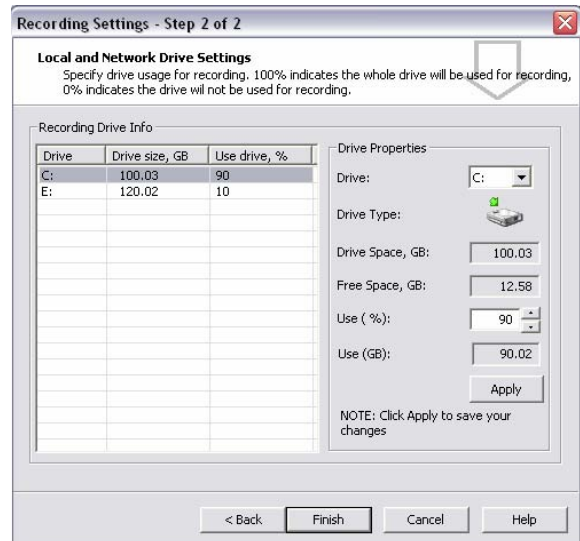 Recording Settings - Step 2 of 2
Local and Network Drive Settings
Specify drive usage for recording. 100% indicates the whole drive will be used for recording,
0% indicates the drive wil not be used for recording.
Recording Drive Info
Drive Drive size, GB Use drive, %
C: 100.03 90
E: 120.02 10
Drive Properties
Drive: C:
Drive Type:
Drive Space, GB: 100.03
Free Space, GB: 12.58
Use ( %): 90
Use (GB): 90.02
Apply
NOTE: Click Apply to save your
changes
< Back Finish Cancel Help